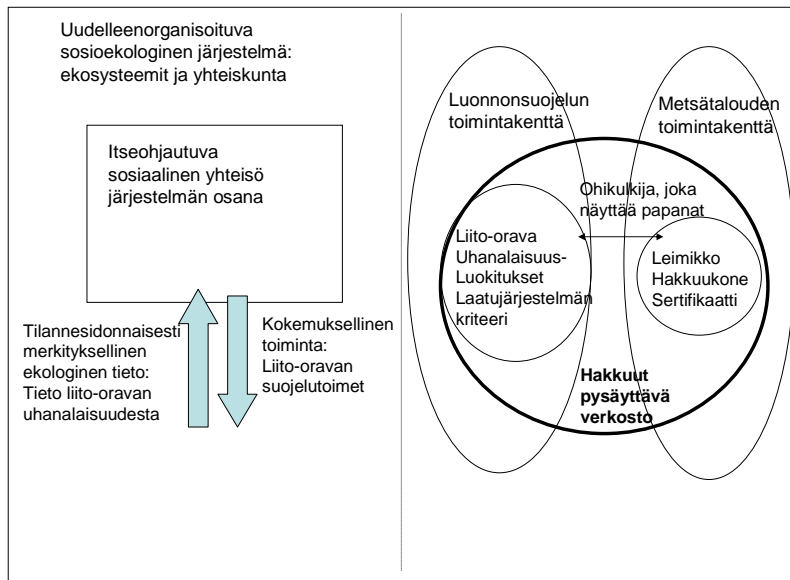 Uudelleenorganisoituva
sosioekologinen järjestelmä:
ekosysteemit ja yhteiskunta
Itseohjautuva
sosiaalinen yhteisö
järjestelmän osana
Tilannesidonnaisesti
merkityksellinen
ekologinen tieto:
Tieto liito-oravan
uhanalaisuudesta
Kokemuksellinen
toiminta:
Liito-oravan
suojelutoimet
Luonnonsuojelun
toimintakenttä
Metsätalouden
toimintakenttä
Ohikulkija, joka
näyttää papanat
Liito-orava
Uhanalaisuus-
Luokitukset
Laatujärjestelmän
kriteeri
Leimikko
Hakkuukone
Sertifikaatti
Hakkuut
pysäyttävä
verkosto